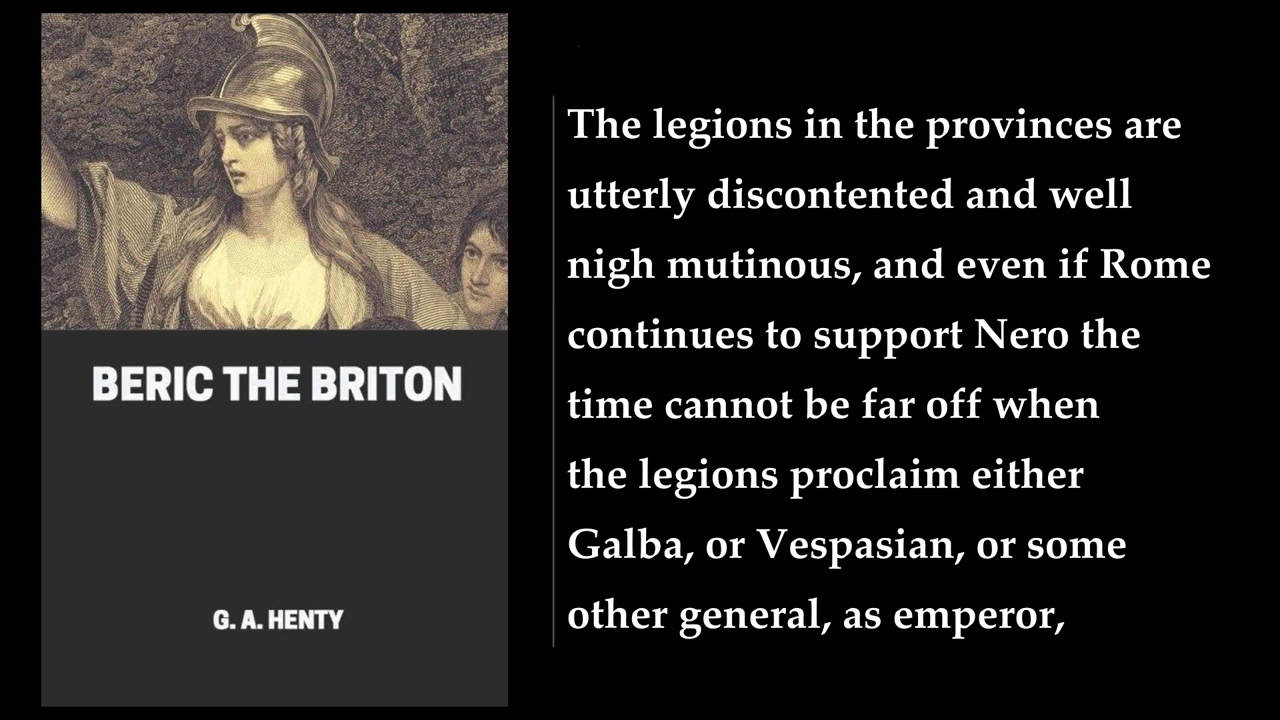 BERIC THE BRITON
G. A. HENTY
The legions in the provinces are
utterly discontented and well
nigh mutinous, and even if Rome
continues to support Nero the
time cannot be far off when
the legions proclaim either
Galba, or Vespasian, or some
other general, as emperor,